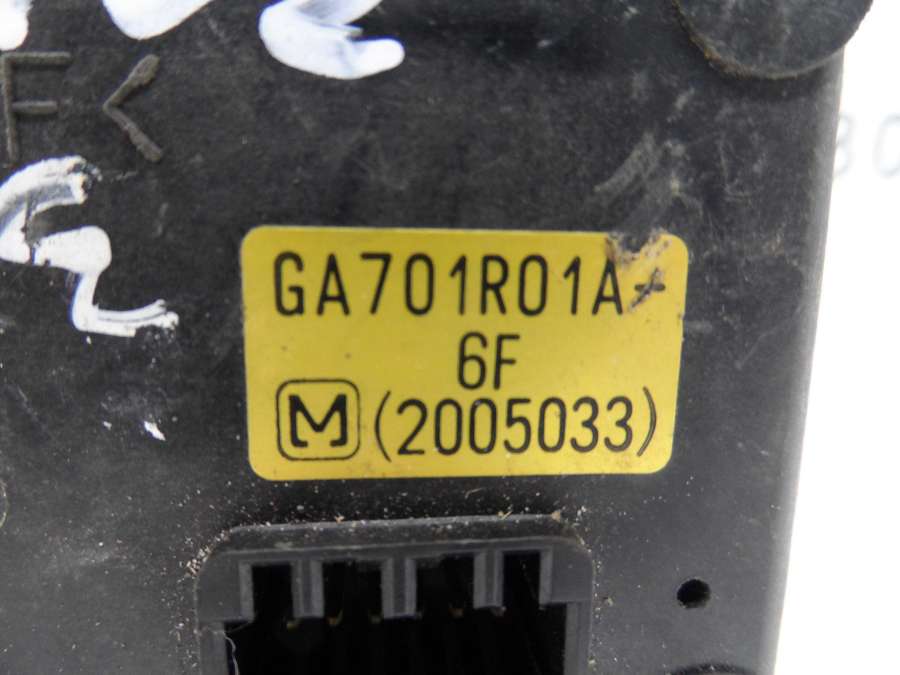 F<
GA701R01A
6F
M (2005033)